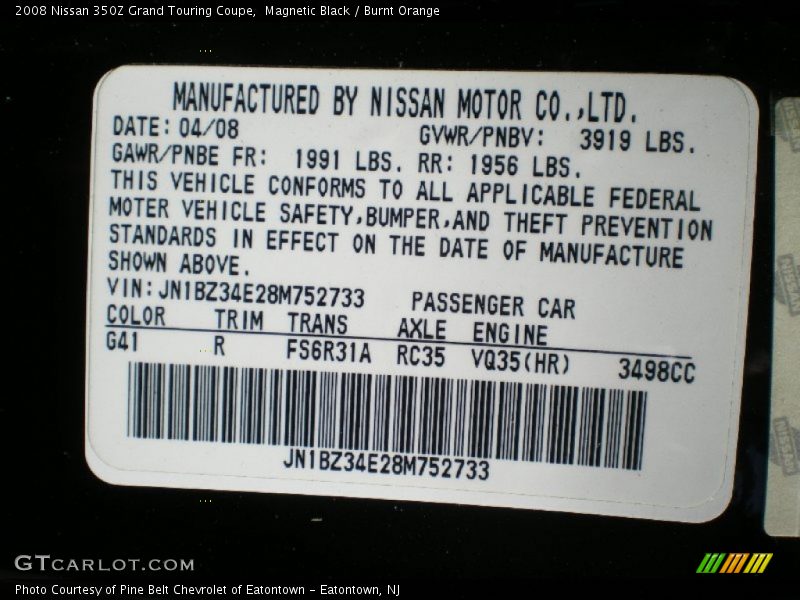 2008 Nissan 350Z Grand Touring Coupe,  Magnetic Black / Burnt Orange
MANUFACTURED BY NISSAN MOTOR CO.,LTD.
DATE: 04/08 GVWR/PNBV: 3919 LBS.
GAWR/PNBE FR: 1991 LBS. RR: 1956 LBS.
THIS VEHICLE CONFORMS TO ALL APPLICABLE FEDERAL
MOTER VEHICLE SAFETY,BUMPER,AND THEFT PREVENTION
STANDARDS IN EFFECT ON THE DATE OF MANUFACTURE
SHOWN ABOVE.
VIN:JN1BZ34E28M752733 PASSENGER CAR
COLOR TRIM TRANS AXLE ENGINE
G41 R FS6R31A RC35 VQ35(HR) 3498CC
JN1BZ34E28M752733
GTCARLOT.COM
Photo Courtesy of Pine Belt Chevrolet of Eatontown – Eatontown, NJ